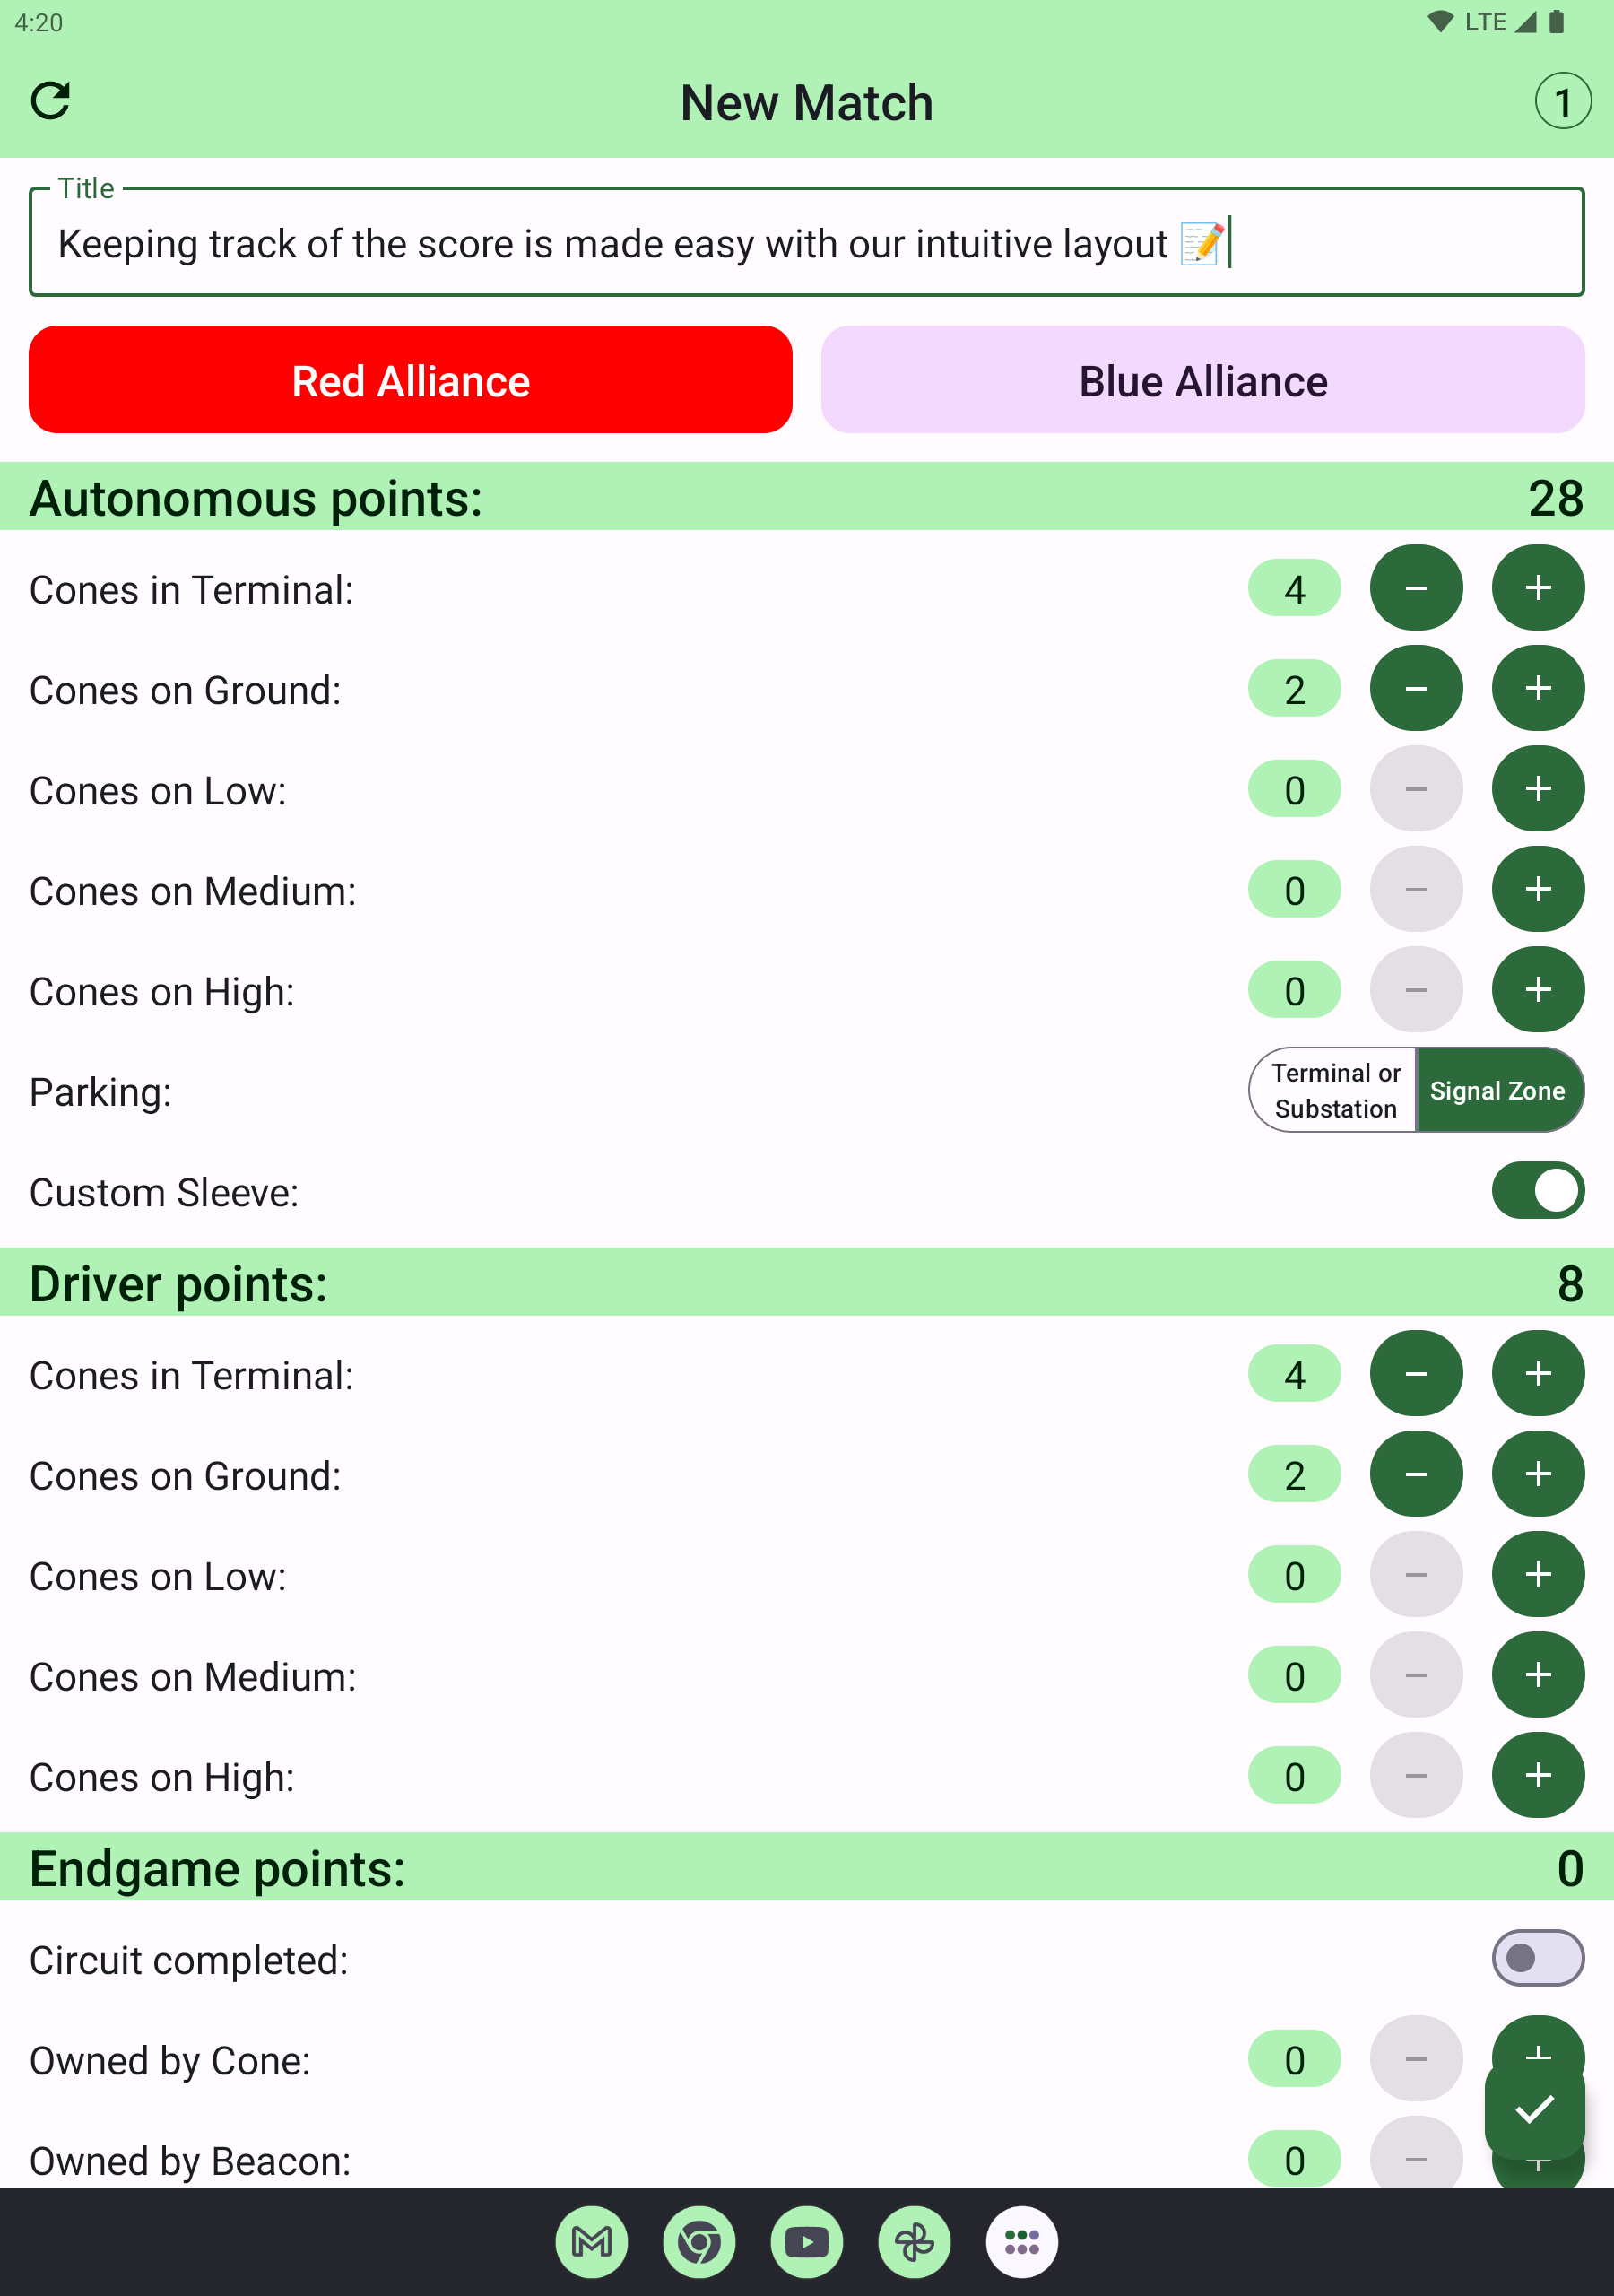 4:20
LTE
New Match
1
Title
Keeping track of the score is made easy with our intuitive layout 📝
Red Alliance
Blue Alliance
Autonomous points:
28
Cones in Terminal:
4
−
+
Cones on Ground:
2
−
+
Cones on Low:
0
−
+
Cones on Medium:
0
−
+
Cones on High:
0
−
+
Parking:
Terminal or
Substation
Signal Zone
Custom Sleeve:
Driver points:
8
Cones in Terminal:
4
−
+
Cones on Ground:
2
−
+
Cones on Low:
0
−
+
Cones on Medium:
0
−
+
Cones on High:
0
−
+
Endgame points:
0
Circuit completed:
Owned by Cone:
0
−
+
Owned by Beacon:
0
−
+